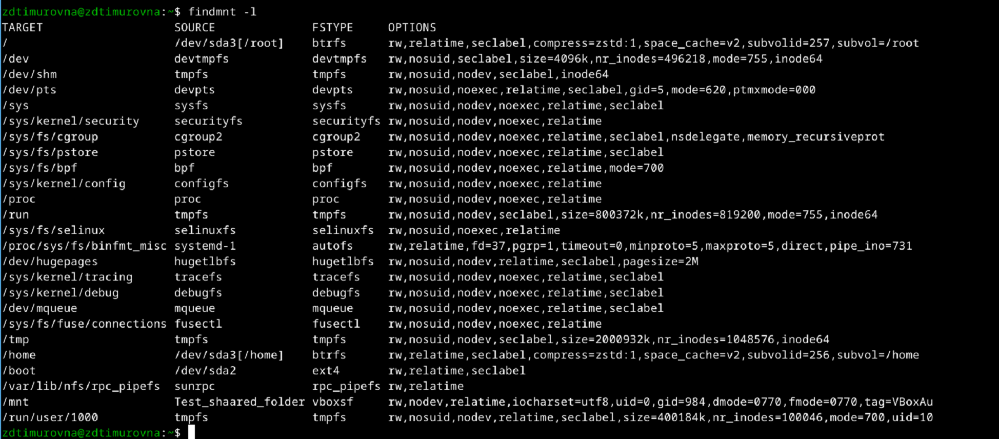 zdtimurovna@zdtimurovna:~$ findmnt -l
TARGET SOURCE FSTYPE OPTIONS
/ /dev/sda3[/root] btrfs rw,relatime,seclabel,compress=zstd:1,space_cache=v2,subvolid=257,subvol=/root
/dev devtmpfs devtmpfs rw,nosuid,seclabel,size=4096k,nr_inodes=496218,mode=755,inode64
/dev/shm tmpfs tmpfs rw,nosuid,nodev,seclabel,inode64
/dev/pts devpts devpts rw,nosuid,noexec,relatime,seclabel,gid=5,mode=620,ptmxmode=000
/sys sysfs sysfs rw,nosuid,nodev,noexec,relatime,seclabel
/sys/kernel/security securityfs securityfs rw,nosuid,nodev,noexec,relatime
/sys/fs/cgroup cgroup2 cgroup2 rw,nosuid,nodev,noexec,relatime,seclabel,nsdelegate,memory_recursiveprot
/sys/fs/pstore pstore pstore rw,nosuid,nodev,noexec,relatime,seclabel
/sys/fs/bpf bpf bpf rw,nosuid,nodev,noexec,relatime,mode=700
/sys/kernel/config configfs configfs rw,nosuid,nodev,noexec,relatime
/proc proc proc rw,nosuid,nodev,noexec,relatime
/run tmpfs tmpfs rw,nosuid,nodev,seclabel,size=800372k,nr_inodes=819200,mode=755,inode64
/sys/fs/selinux selinuxfs selinuxfs rw,nosuid,noexec,relatime
/proc/sys/fs/binfmt_misc systemd-1 autofs rw,relatime,fd=37,pgrp=1,timeout=0,minproto=5,maxproto=5,direct,pipe_ino=731
/dev/hugepages hugetlbfs hugetlbfs rw,nosuid,nodev,relatime,seclabel,pagesize=2M
/sys/kernel/tracing tracefs tracefs rw,nosuid,nodev,noexec,relatime,seclabel
/sys/kernel/debug debugfs debugfs rw,nosuid,nodev,noexec,relatime,seclabel
/dev/mqueue mqueue mqueue rw,nosuid,nodev,noexec,relatime,seclabel
/sys/fs/fuse/connections fusectl fusectl rw,nosuid,nodev,noexec,relatime
/tmp tmpfs tmpfs rw,nosuid,nodev,seclabel,size=2000932k,nr_inodes=1048576,inode64
/home /dev/sda3[/home] btrfs rw,relatime,seclabel,compress=zstd:1,space_cache=v2,subvolid=256,subvol=/home
/boot /dev/sda2 ext4 rw,relatime,seclabel
/var/lib/nfs/rpc_pipefs sunrpc rpc_pipefs rw,relatime
/mnt Test_shaared_folder vboxsf rw,nodev,relatime,iocharset=utf8,uid=0,gid=984,dmode=0770,fmode=0770,tag=VBoxAu
/run/user/1000 tmpfs tmpfs rw,nosuid,nodev,relatime,seclabel,size=400184k,nr_inodes=100046,mode=700,uid=10
zdtimurovna@zdtimurovna:~$